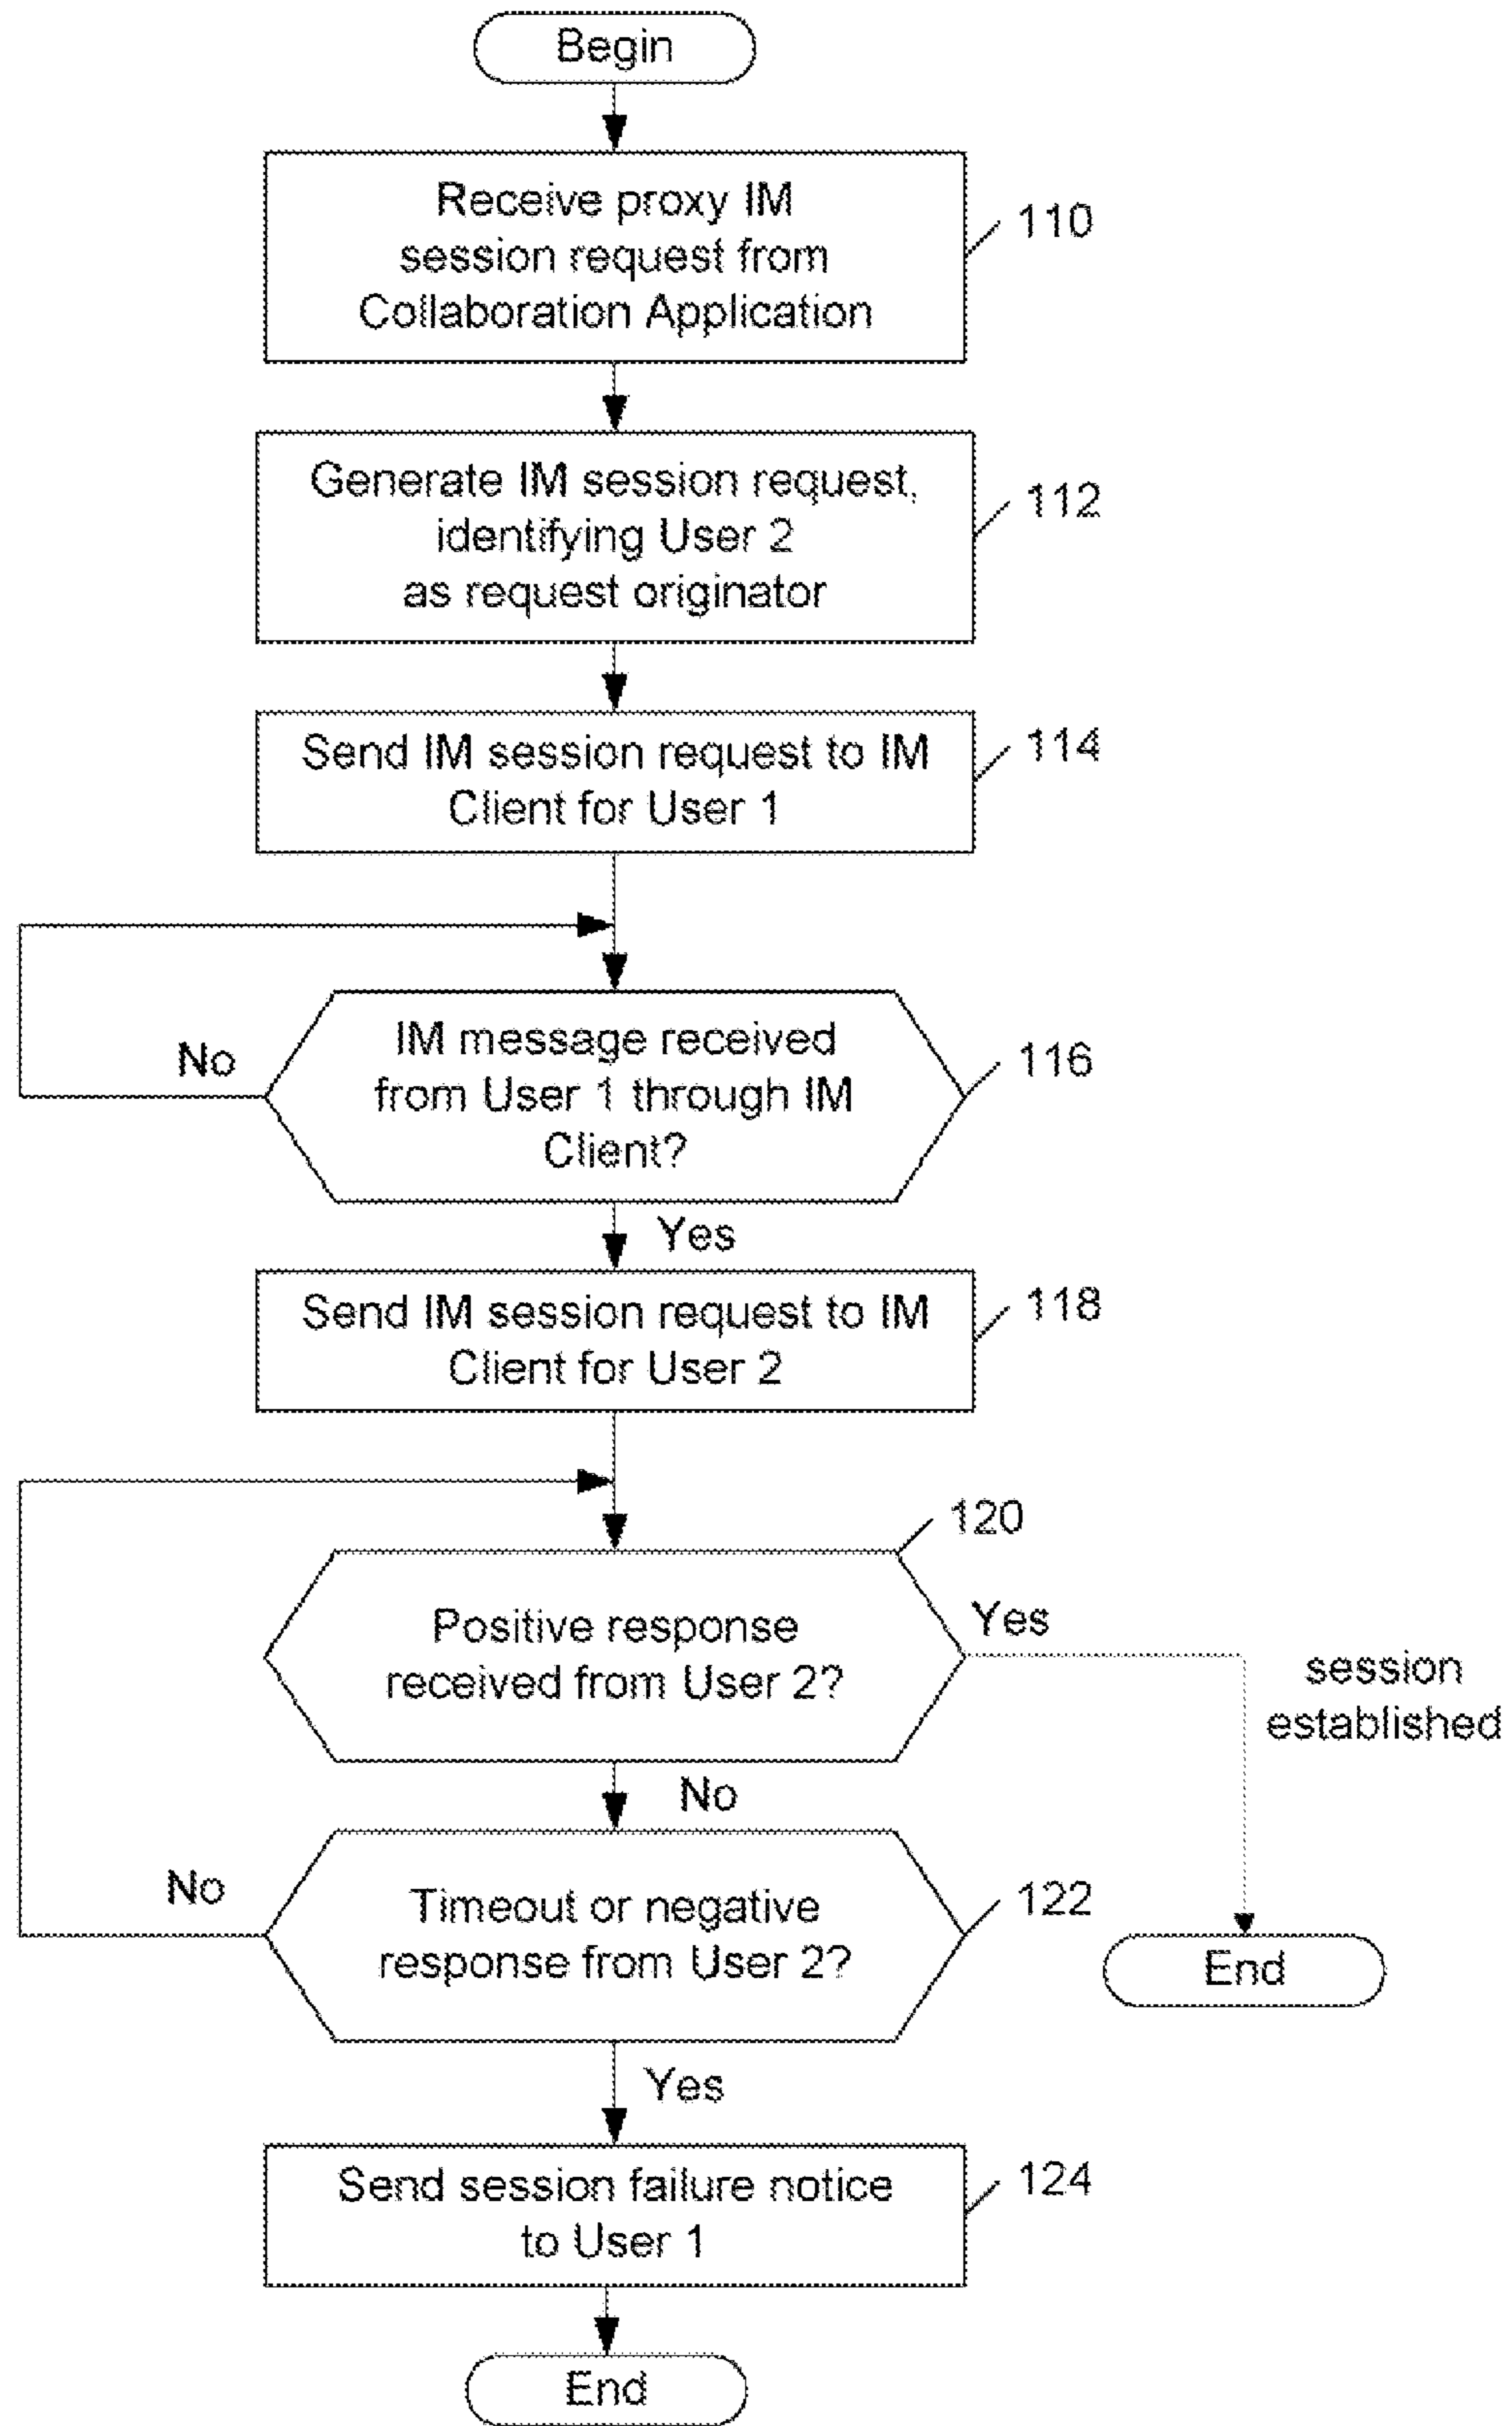 Begin
Receive proxy IM
session request from
Collaboration Application
110
Generate IM session request,
identifying User 2
as request originator
112
Send IM session request to IM
Client for User 1
114
IM message received
from User 1 through IM
Client?
116
No
Yes
Send IM session request to IM
Client for User 2
118
120
Positive response
received from User 2?
Yes
session
established
No
Timeout or negative
response from User 2?
122
No
End
Yes
Send session failure notice
to User 1
124
End